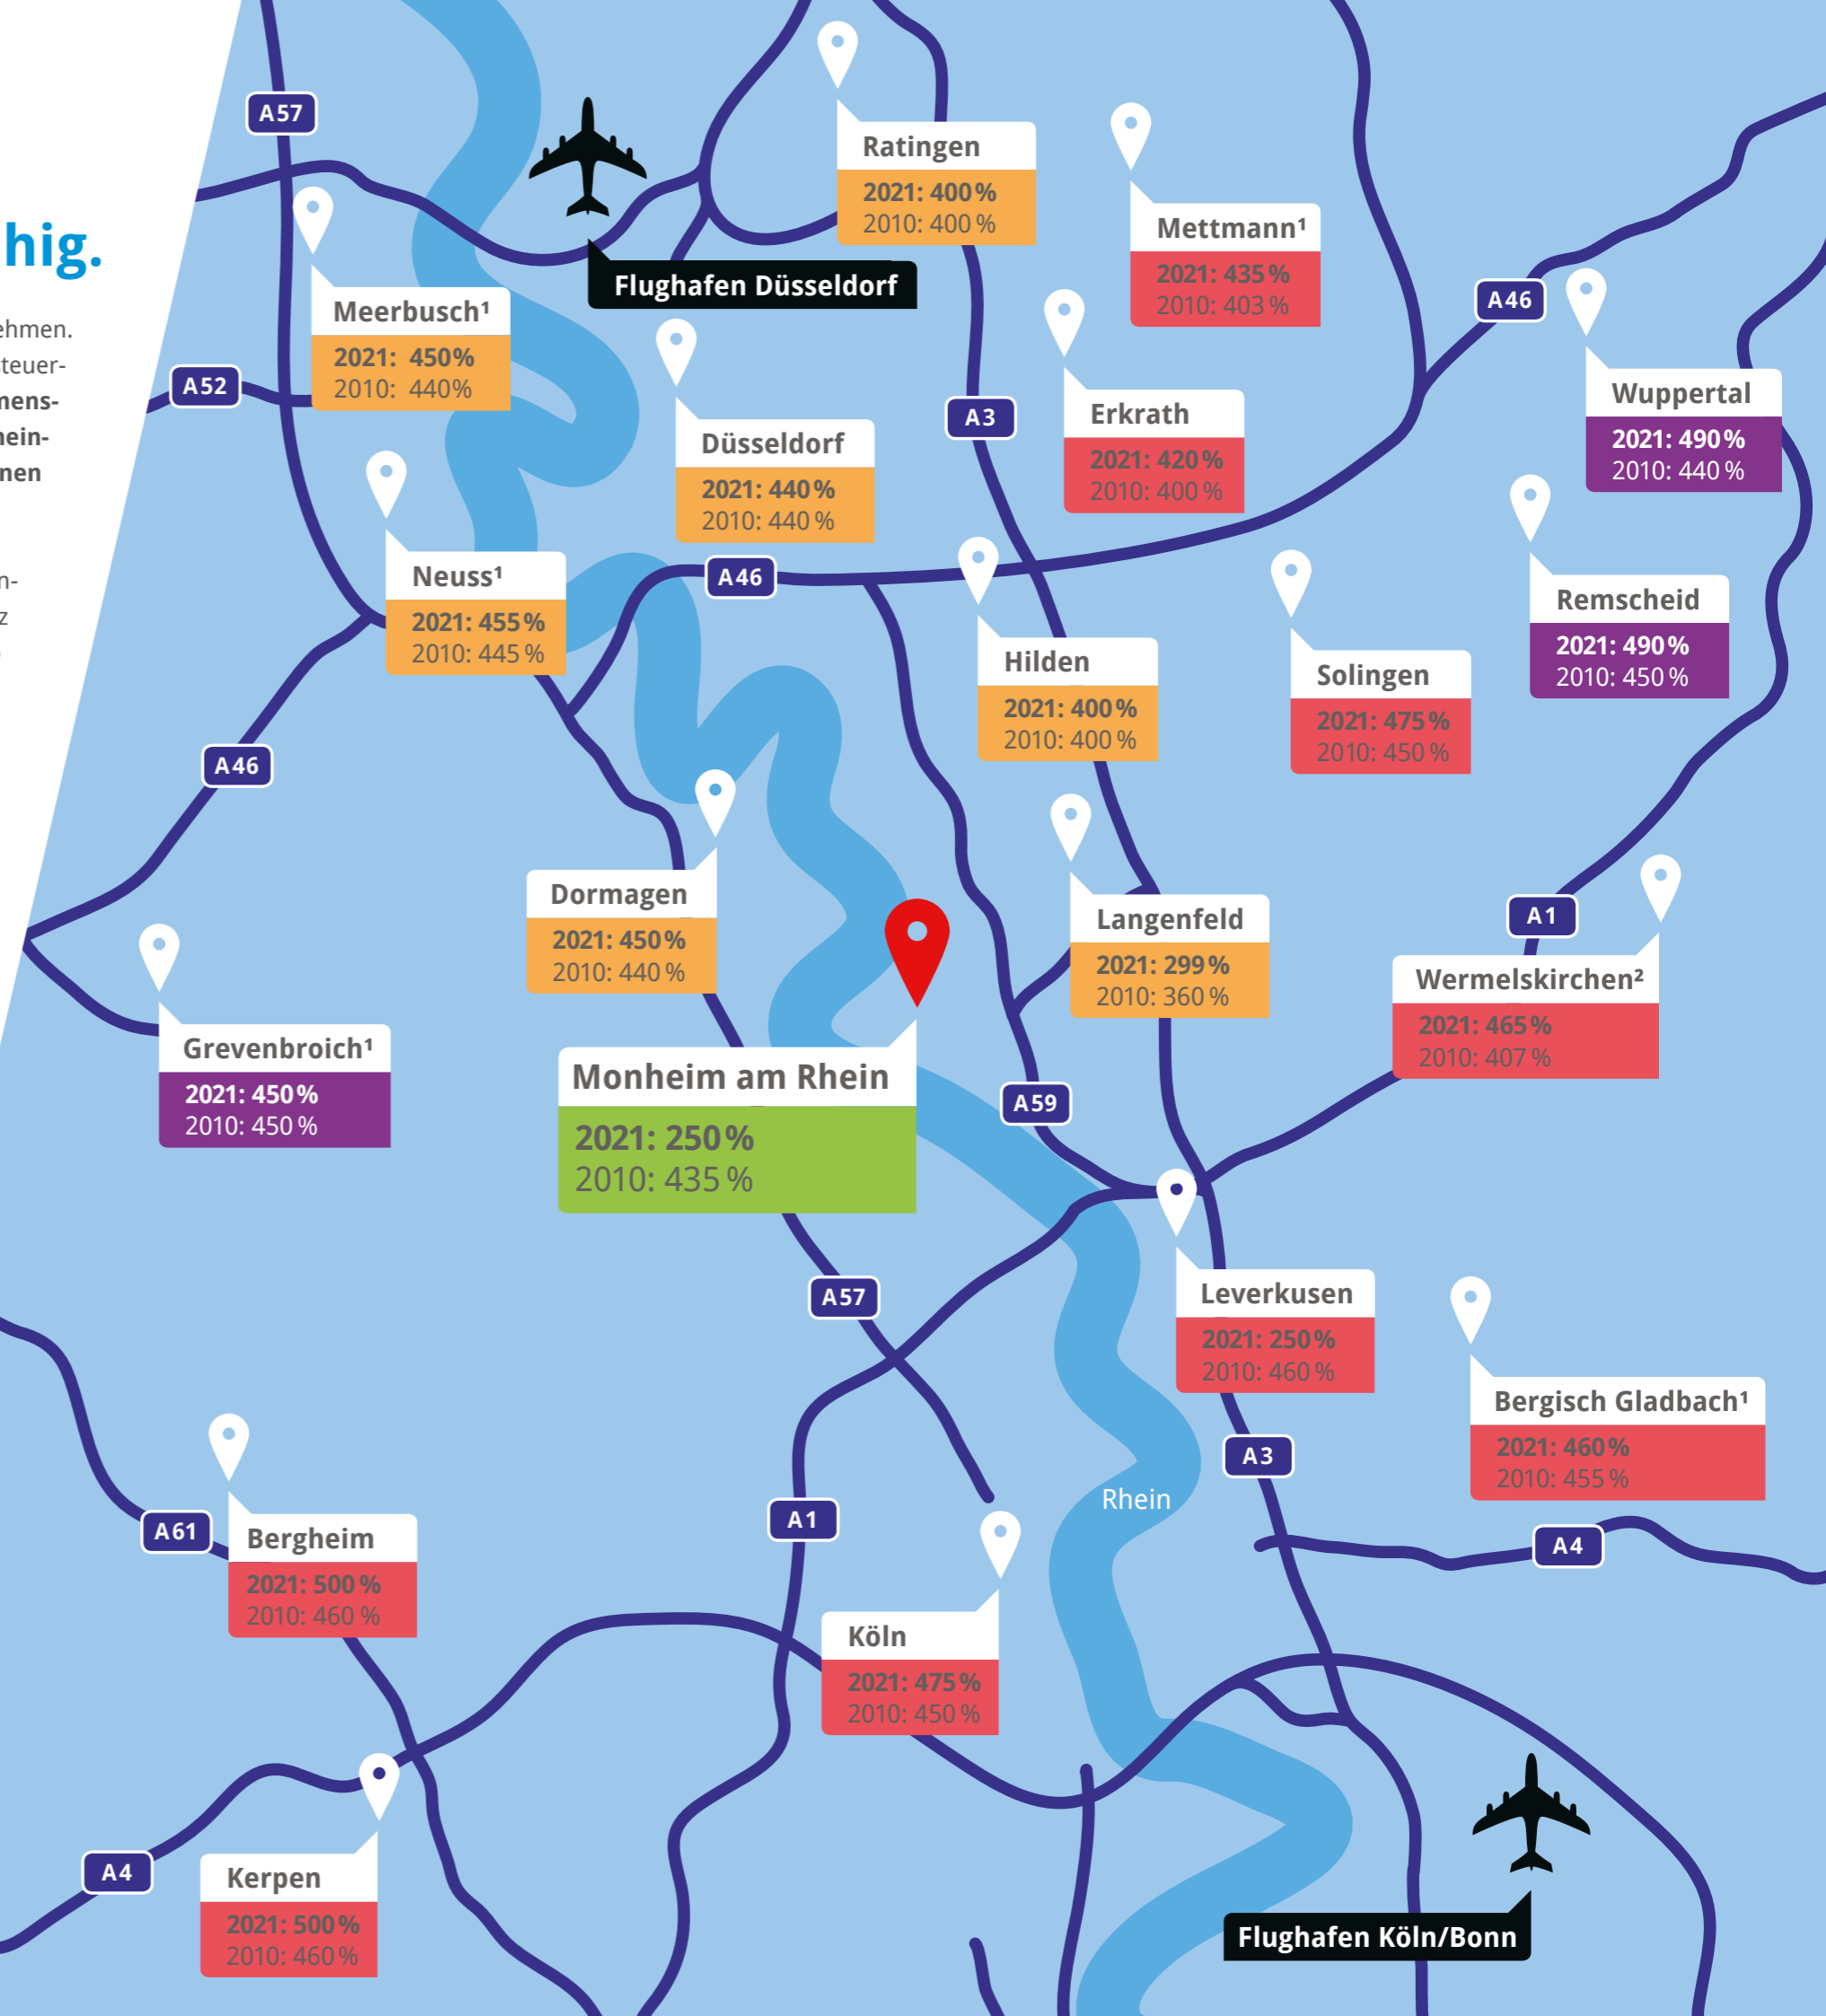 hig.
ehmen.
steuer-
nens-
nein-
nen
n-
z
A57
Ratingen
2021: 400 %
2010: 400 %
Mettmann¹
2021: 435 %
2010: 403 %
Flughafen Düsseldorf
A46
Meerbusch¹
2021: 450%
2010: 440%
A52
Wuppertal
2021: 490 %
2010: 440 %
A3
Erkrath
2021: 420 %
2010: 400 %
Düsseldorf
2021: 440 %
2010: 440 %
Neuss¹
2021: 455 %
2010: 445 %
A46
Remscheid
2021: 490 %
2010: 450 %
Hilden
2021: 400 %
2010: 400 %
Solingen
2021: 475 %
2010: 450 %
A46
Dormagen
2021: 450 %
2010: 440 %
Langenfeld
2021: 299 %
2010: 360 %
A1
Wermelskirchen²
2021: 465 %
2010: 407 %
Grevenbroich¹
2021: 450 %
2010: 450 %
Monheim am Rhein
2021: 250 %
2010: 435 %
A59
A57
Leverkusen
2021: 250 %
2010: 460 %
Bergisch Gladbach¹
2021: 460 %
2010: 455 %
A3
Rhein
A1
A61
Bergheim
2021: 500 %
2010: 460 %
A4
Köln
2021: 475 %
2010: 450 %
A4
Kerpen
2021: 500 %
2010: 460 %
Flughafen Köln/Bonn